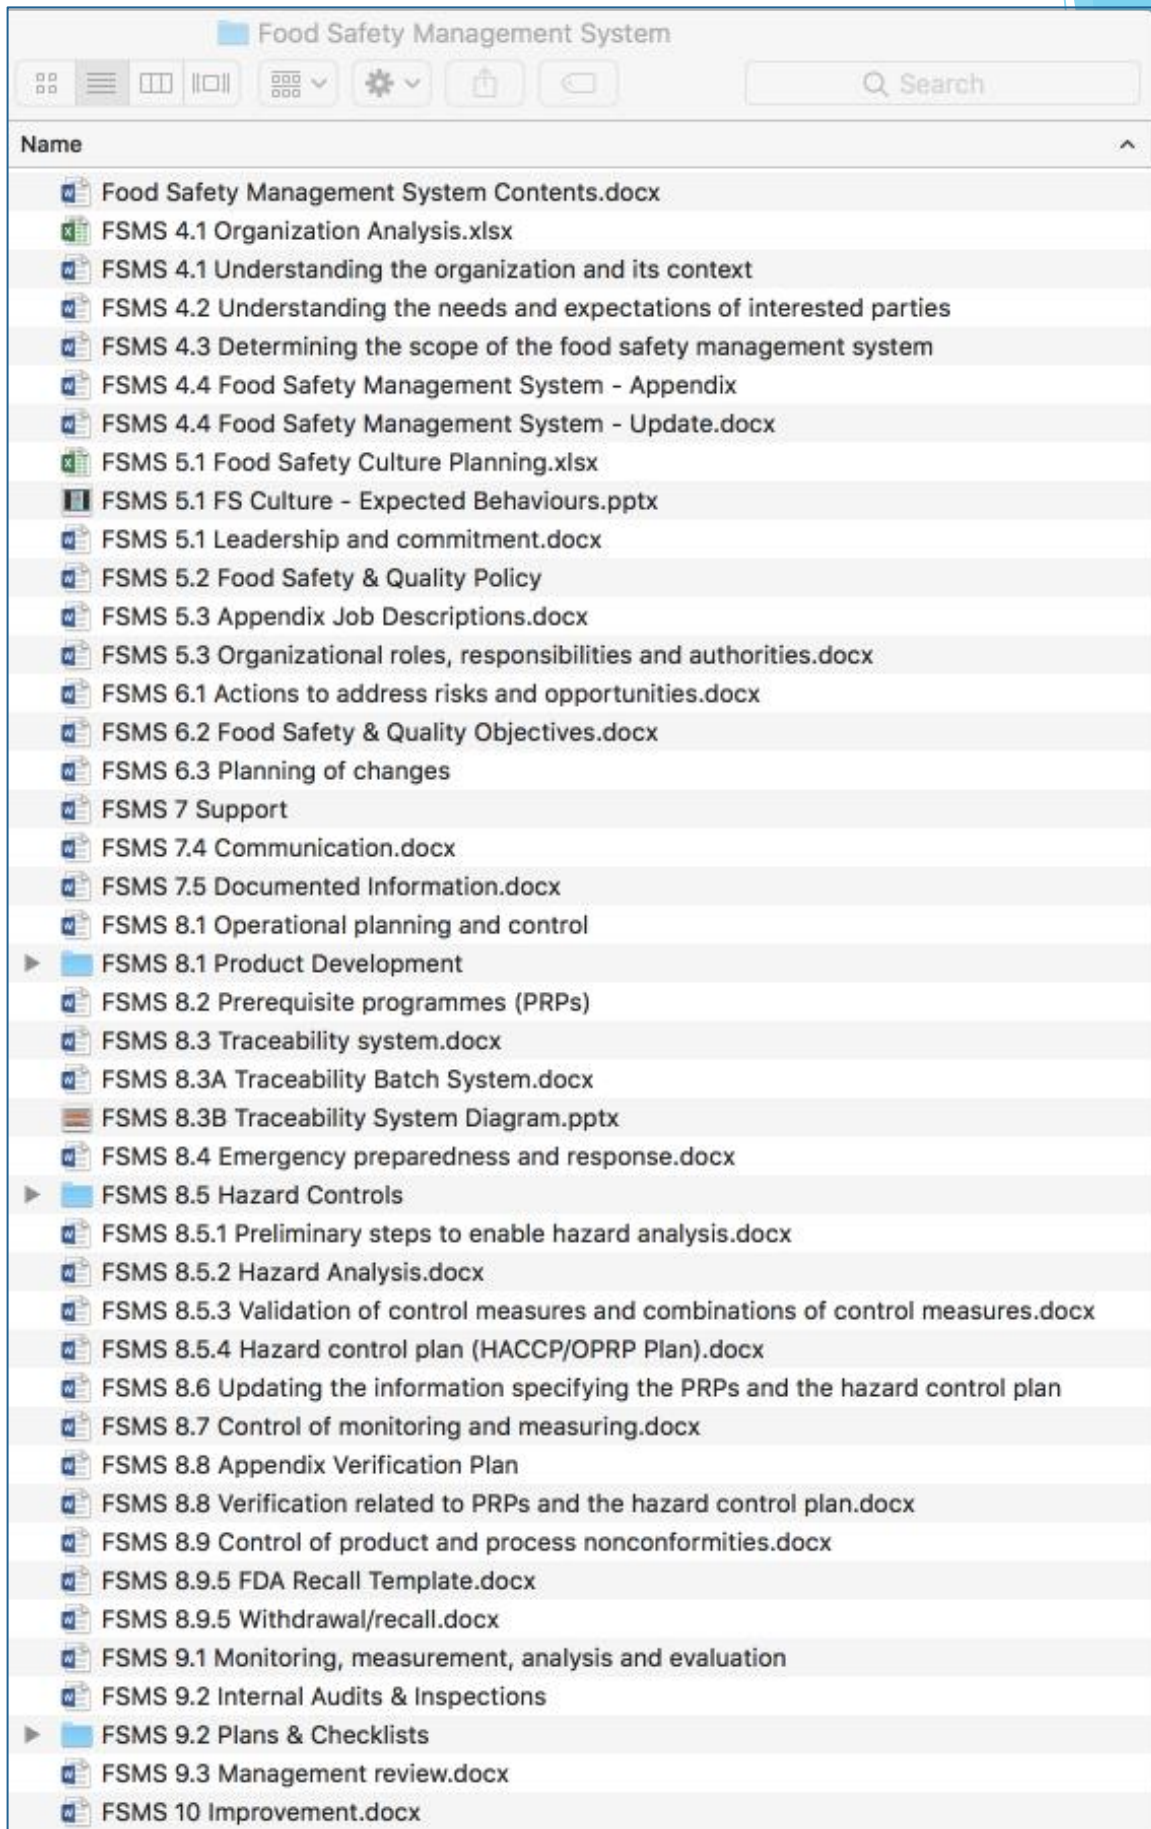 Food Safety Management System
Search
Name
Food Safety Management System Contents.docx
FSMS 4.1 Organization Analysis.xlsx
FSMS 4.1 Understanding the organization and its context
FSMS 4.2 Understanding the needs and expectations of interested parties
FSMS 4.3 Determining the scope of the food safety management system
FSMS 4.4 Food Safety Management System - Appendix
FSMS 4.4 Food Safety Management System - Update.docx
FSMS 5.1 Food Safety Culture Planning.xlsx
FSMS 5.1 FS Culture - Expected Behaviours.pptx
FSMS 5.1 Leadership and commitment.docx
FSMS 5.2 Food Safety & Quality Policy
FSMS 5.3 Appendix Job Descriptions.docx
FSMS 5.3 Organizational roles, responsibilities and authorities.docx
FSMS 6.1 Actions to address risks and opportunities.docx
FSMS 6.2 Food Safety & Quality Objectives.docx
FSMS 6.3 Planning of changes
FSMS 7 Support
FSMS 7.4 Communication.docx
FSMS 7.5 Documented Information.docx
FSMS 8.1 Operational planning and control
FSMS 8.1 Product Development
FSMS 8.2 Prerequisite programmes (PRPs)
FSMS 8.3 Traceability system.docx
FSMS 8.3A Traceability Batch System.docx
FSMS 8.3B Traceability System Diagram.pptx
FSMS 8.4 Emergency preparedness and response.docx
FSMS 8.5 Hazard Controls
FSMS 8.5.1 Preliminary steps to enable hazard analysis.docx
FSMS 8.5.2 Hazard Analysis.docx
FSMS 8.5.3 Validation of control measures and combinations of control measures.docx
FSMS 8.5.4 Hazard control plan (HACCP/OPRP Plan).docx
FSMS 8.6 Updating the information specifying the PRPs and the hazard control plan
FSMS 8.7 Control of monitoring and measuring.docx
FSMS 8.8 Appendix Verification Plan
FSMS 8.8 Verification related to PRPs and the hazard control plan.docx
FSMS 8.9 Control of product and process nonconformities.docx
FSMS 8.9.5 FDA Recall Template.docx
FSMS 8.9.5 Withdrawal/recall.docx
FSMS 9.1 Monitoring, measurement, analysis and evaluation
FSMS 9.2 Internal Audits & Inspections
FSMS 9.2 Plans & Checklists
FSMS 9.3 Management review.docx
FSMS 10 Improvement.docx